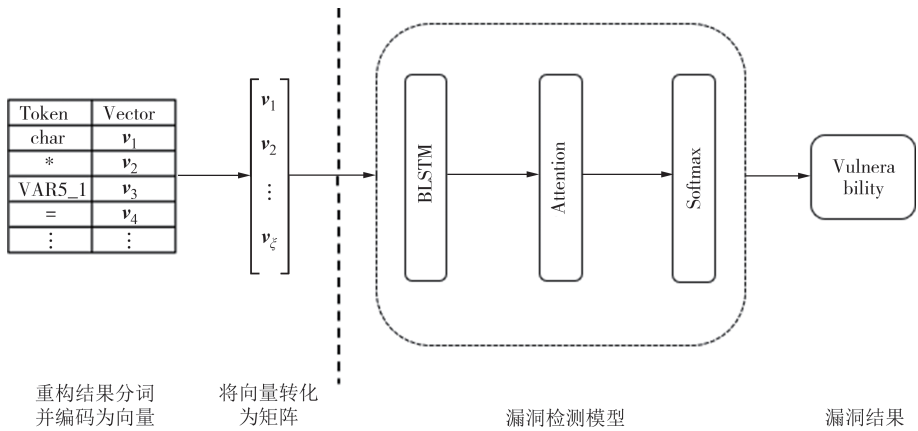 Token Vector
char v₁
* v₂
VAR5_1 v₃
= v₄
⋮ ⋮
v₁
v₂
⋮
v_ξ
BLSTM
Attention
Softmax
Vulnera
bility
重构结果分词
并编码为向量
将向量转化
为矩阵
漏洞检测模型
漏洞结果